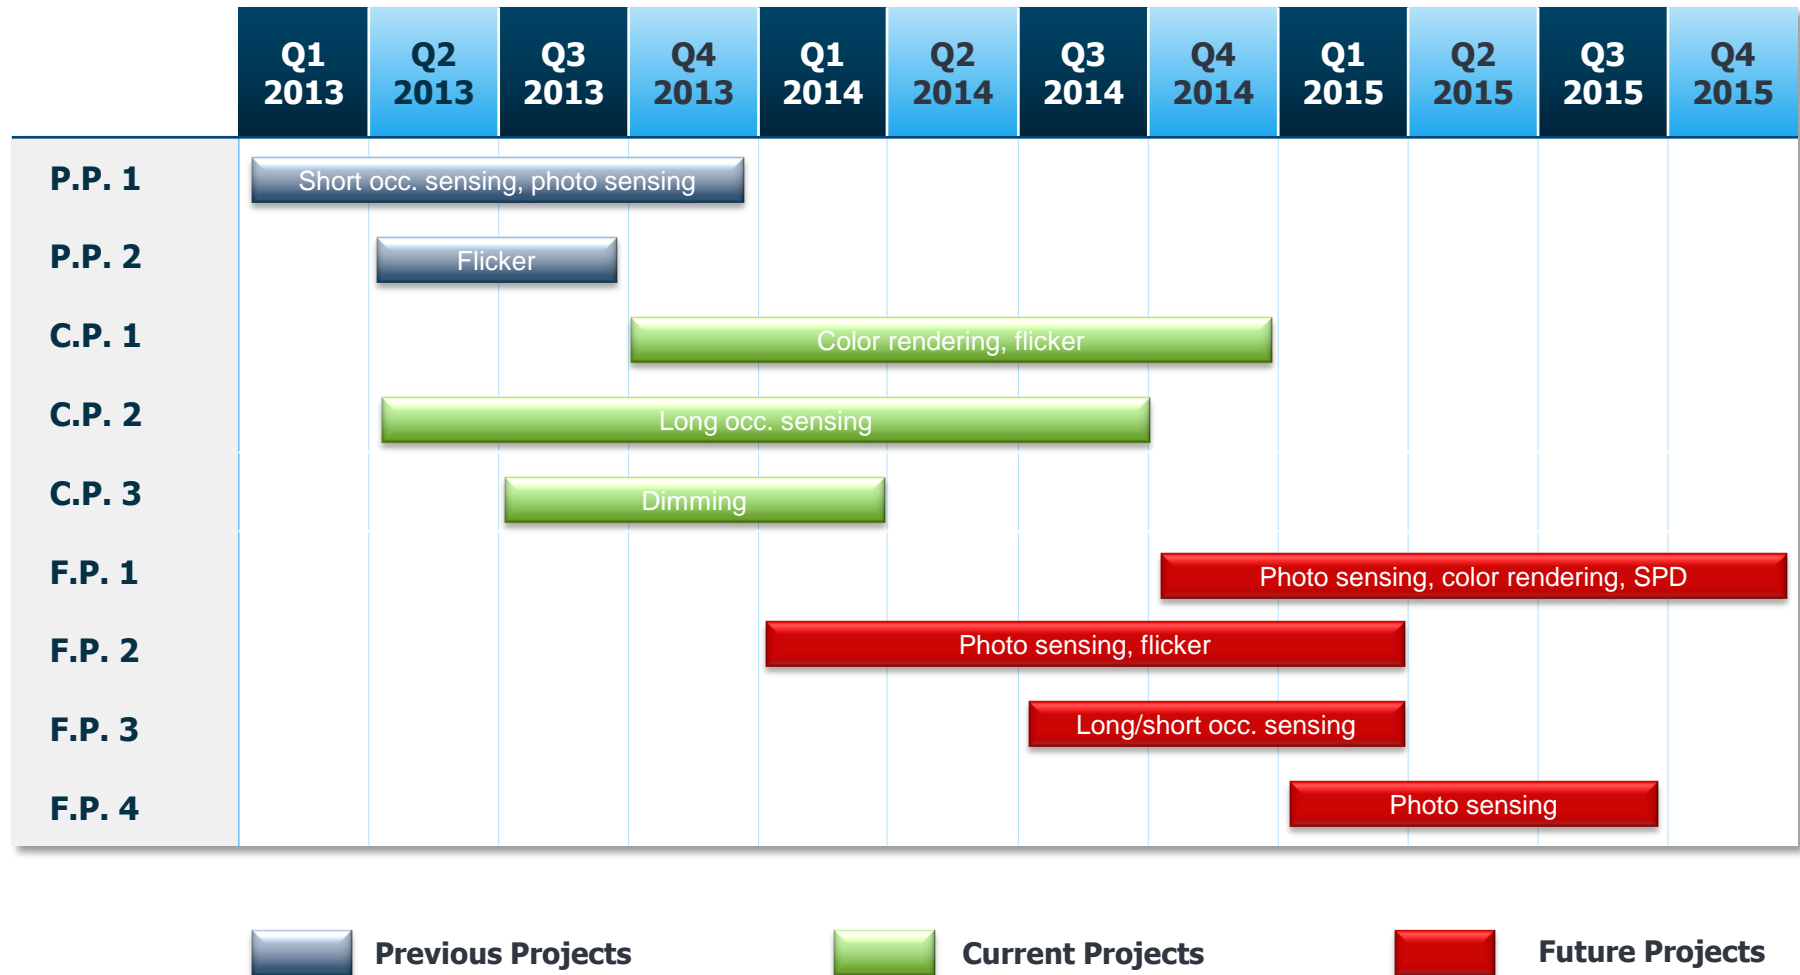 Q1 Q2 Q3 Q4 Q1 Q2 Q3 Q4 Q1 Q2 Q3 Q4
2013 2013 2013 2013 2014 2014 2014 2014 2015 2015 2015 2015
P.P. 1 Short occ. sensing, photo sensing
P.P. 2 Flicker
C.P. 1 Color rendering, flicker
C.P. 2 Long occ. sensing
C.P. 3 Dimming
F.P. 1 Photo sensing, color rendering, SPD
F.P. 2 Photo sensing, flicker
F.P. 3 Long/short occ. sensing
F.P. 4 Photo sensing
Previous Projects Current Projects Future Projects